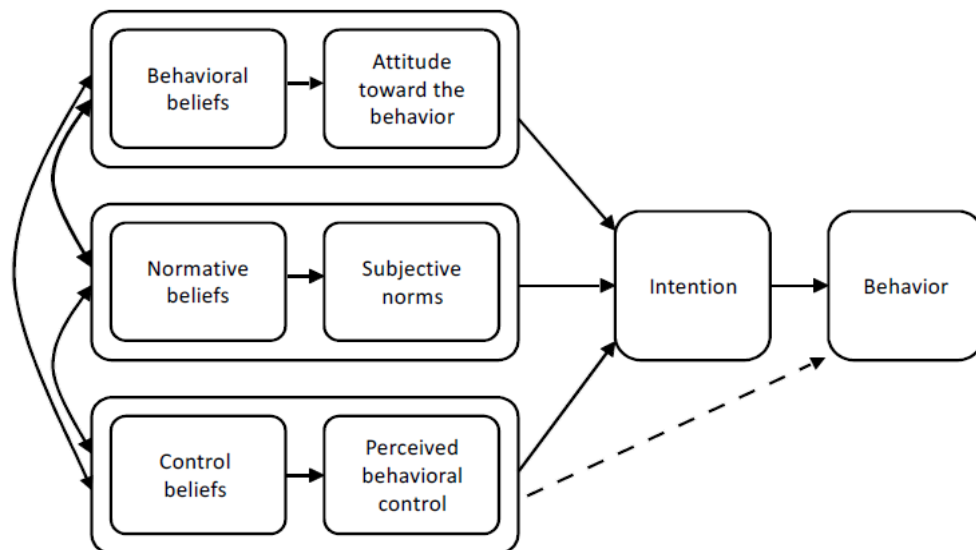 Behavioral
beliefs
Attitude
toward the
behavior
Normative
beliefs
Subjective
norms
Intention
Behavior
Control
beliefs
Perceived
behavioral
control